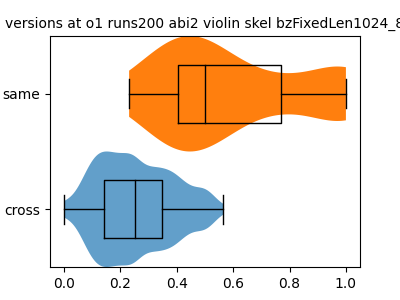 versions at o1 runs200 abi2 violin skel bzFixedLen1024_8
same
cross
0.0 0.2 0.4 0.6 0.8 1.0